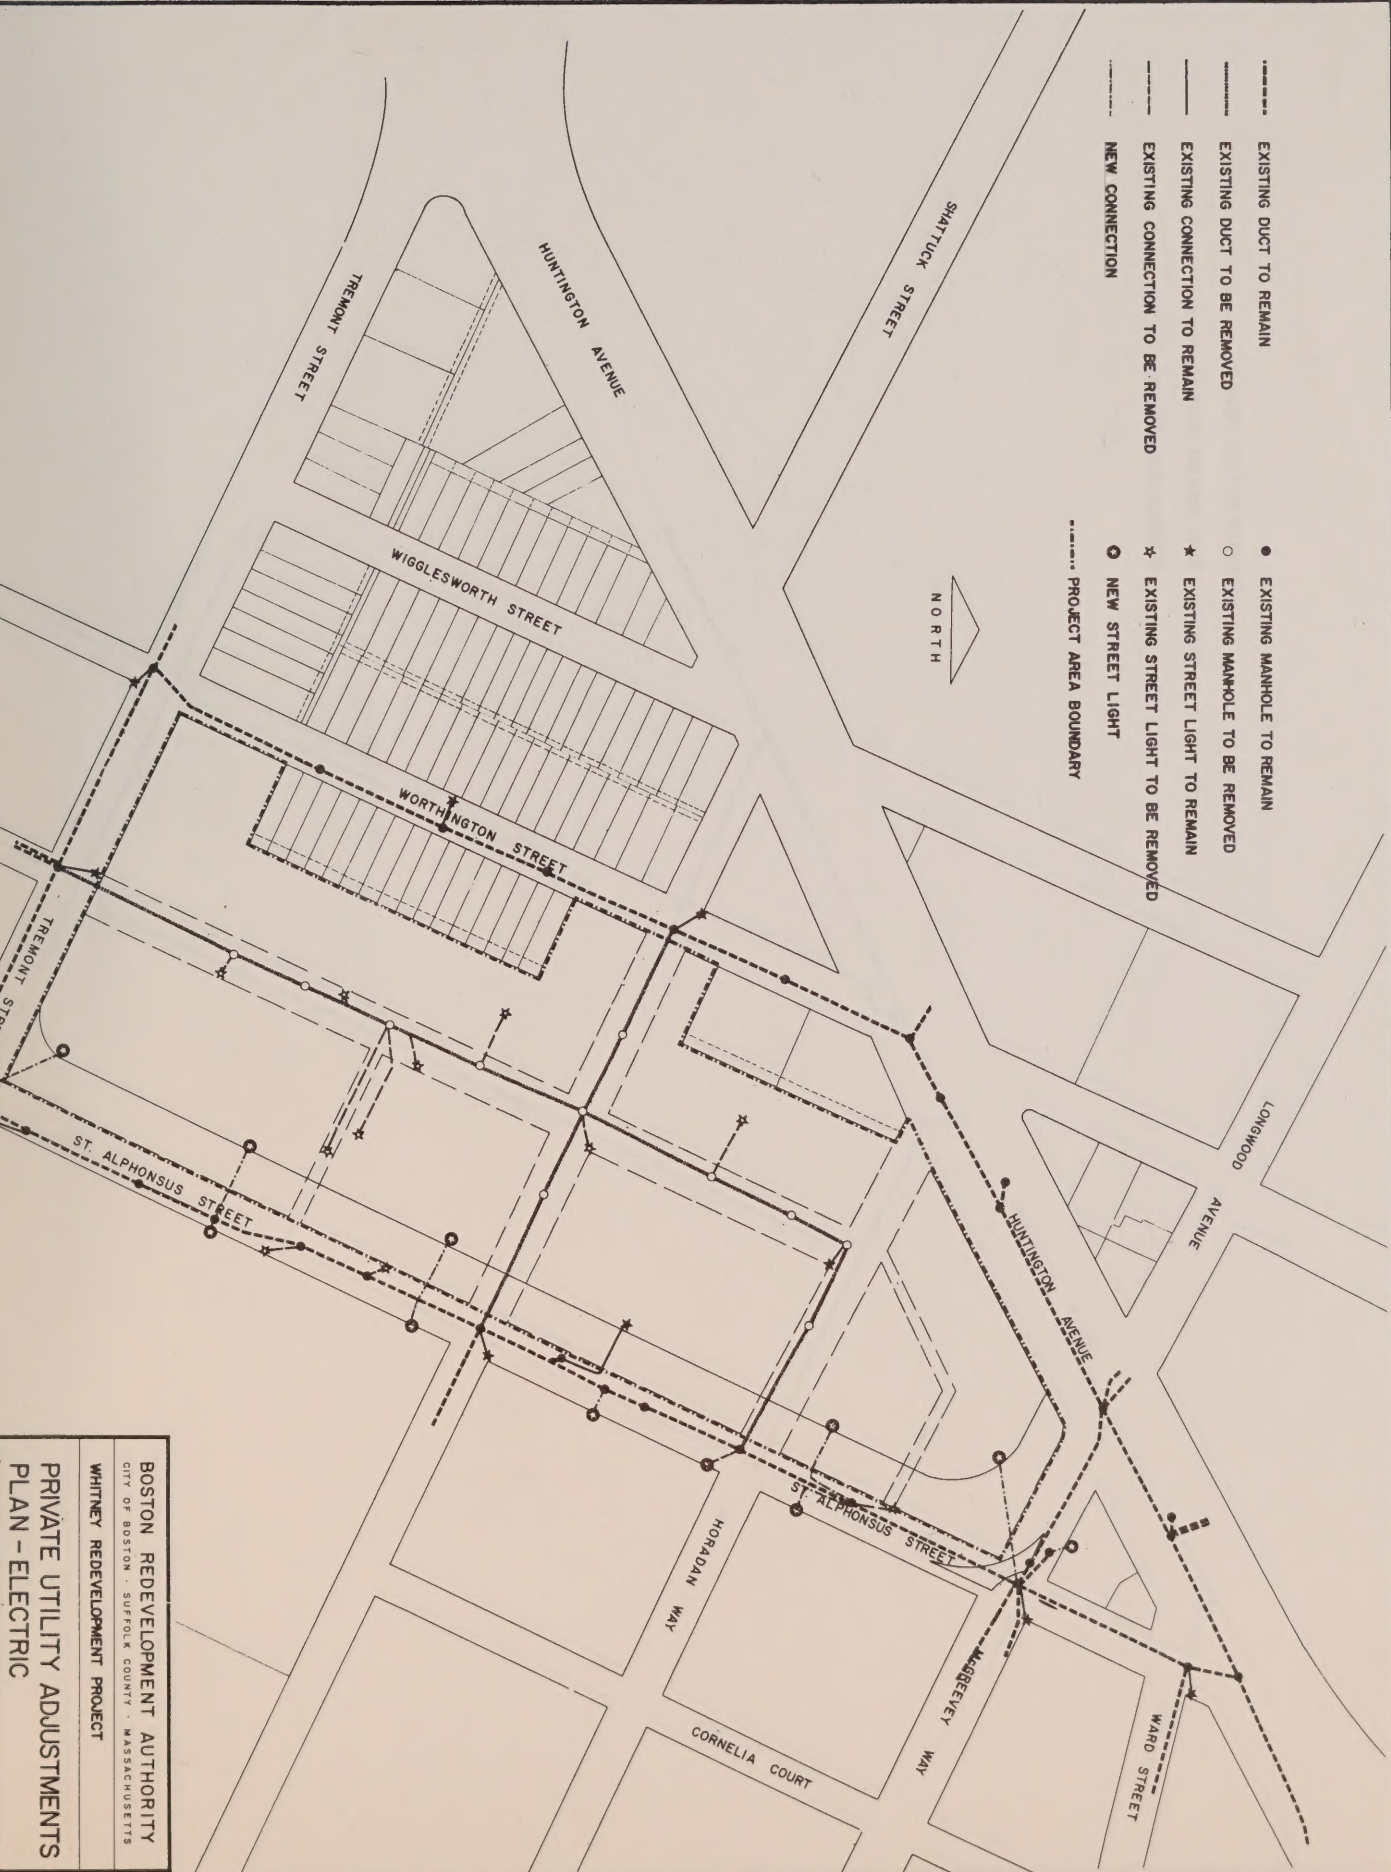 EXISTING DUCT TO REMAIN
EXISTING DUCT TO BE REMOVED
EXISTING CONNECTION TO REMAIN
EXISTING CONNECTION TO BE REMOVED
NEW CONNECTION
EXISTING MANHOLE TO REMAIN
EXISTING MANHOLE TO BE REMOVED
EXISTING STREET LIGHT TO REMAIN
EXISTING STREET LIGHT TO BE REMOVED
NEW STREET LIGHT
PROJECT AREA BOUNDARY
NORTH
SHATTUCK STREET
HUNTINGTON AVENUE
TREMONT STREET
WIGGLESWORTH STREET
WORTHINGTON STREET
LONGWOOD AVENUE
HUNTINGTON AVENUE
TREMONT STR
ST. ALPHONSUS STREET
ST. ALPHONSUS STREET
HORADAN WAY
McGREEVEY WAY
WARD STREET
CORNELIA COURT
BOSTON REDEVELOPMENT AUTHORITY
CITY OF BOSTON · SUFFOLK COUNTY · MASSACHUSETTS
WHITNEY REDEVELOPMENT PROJECT
PRIVATE UTILITY ADJUSTMENTS
PLAN - ELECTRIC